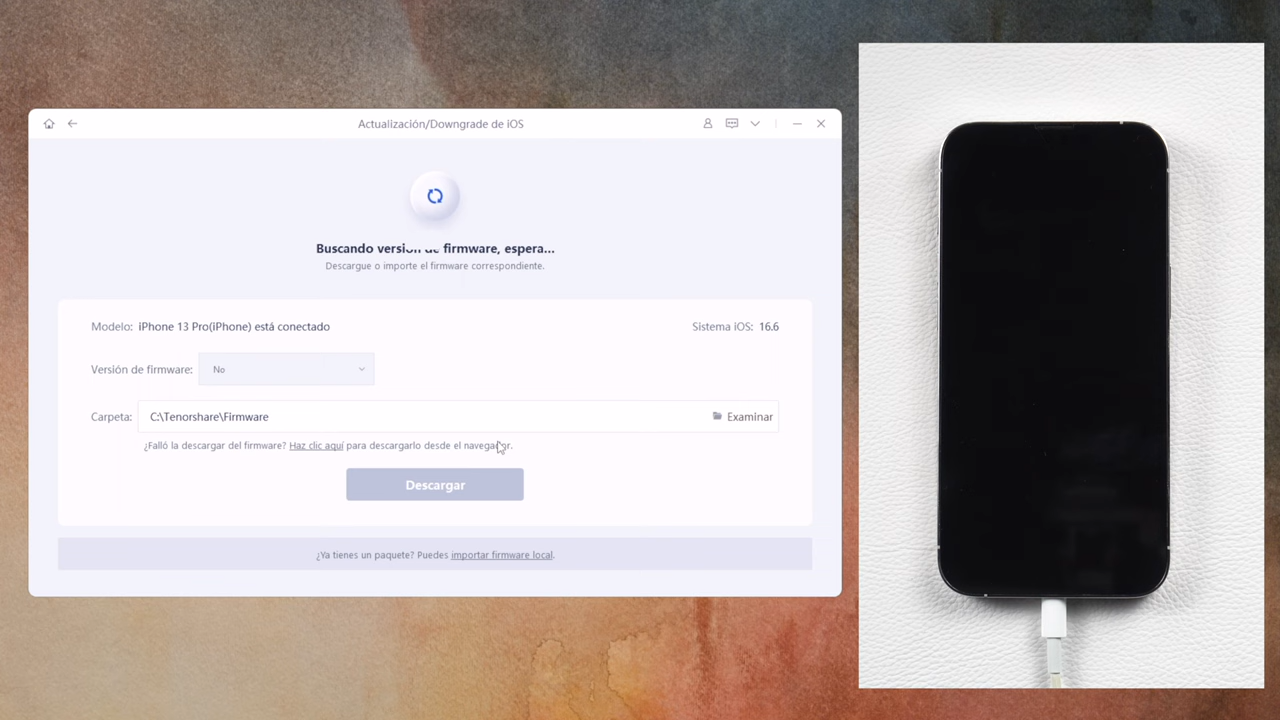 Actualización/Downgrade de iOS
Buscando versión de firmware, espera...
Descargue o importe el firmware correspondiente.
Modelo: iPhone 13 Pro(iPhone) está conectado
Sistema iOS: 16.6
Versión de firmware: No
Carpeta: C:\Tenorshare\Firmware
Examinar
¿Falló la descargar del firmware? Haz clic aquí para descargarlo desde el navegador.
Descargar
¿Ya tienes un paquete? Puedes importar firmware local.